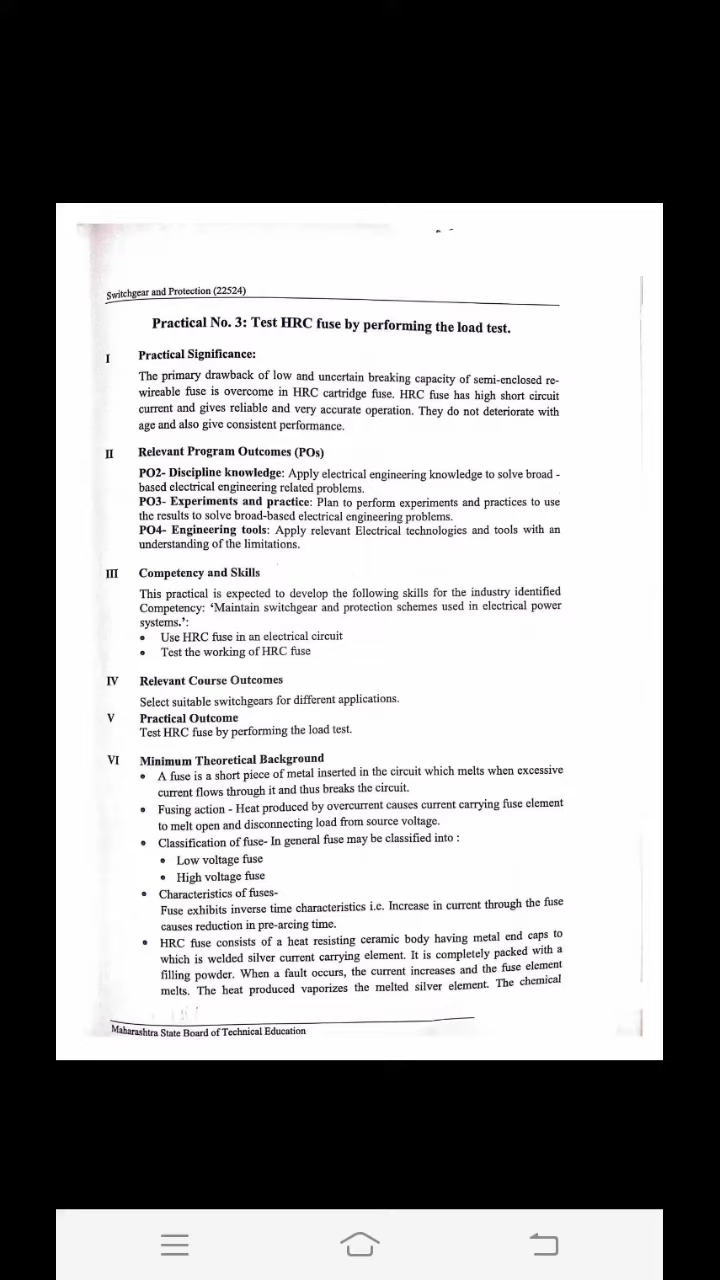 Switchgear and Protection (22524)
Practical No. 3: Test HRC fuse by performing the load test.
I Practical Significance:
The primary drawback of low and uncertain breaking capacity of semi-enclosed re-
wireable fuse is overcome in HRC cartridge fuse. HRC fuse has high short circuit
current and gives reliable and very accurate operation. They do not deteriorate with
age and also give consistent performance.
II Relevant Program Outcomes (POs)
PO2- Discipline knowledge: Apply electrical engineering knowledge to solve broad -
based electrical engineering related problems.
PO3- Experiments and practice: Plan to perform experiments and practices to use
the results to solve broad-based electrical engineering problems.
PO4- Engineering tools: Apply relevant Electrical technologies and tools with an
understanding of the limitations.
III Competency and Skills
This practical is expected to develop the following skills for the industry identified
Competency: ‘Maintain switchgear and protection schemes used in electrical power
systems.’:
• Use HRC fuse in an electrical circuit
• Test the working of HRC fuse
IV Relevant Course Outcomes
Select suitable switchgears for different applications.
V Practical Outcome
Test HRC fuse by performing the load test.
VI Minimum Theoretical Background
• A fuse is a short piece of metal inserted in the circuit which melts when excessive
current flows through it and thus breaks the circuit.
• Fusing action - Heat produced by overcurrent causes current carrying fuse element
to melt open and disconnecting load from source voltage.
• Classification of fuse- In general fuse may be classified into :
• Low voltage fuse
• High voltage fuse
• Characteristics of fuses-
Fuse exhibits inverse time characteristics i.e. Increase in current through the fuse
causes reduction in pre-arcing time.
• HRC fuse consists of a heat resisting ceramic body having metal end caps to
which is welded silver current carrying element. It is completely packed with a
filling powder. When a fault occurs, the current increases and the fuse element
melts. The heat produced vaporizes the melted silver element. The chemical
Maharashtra State Board of Technical Education